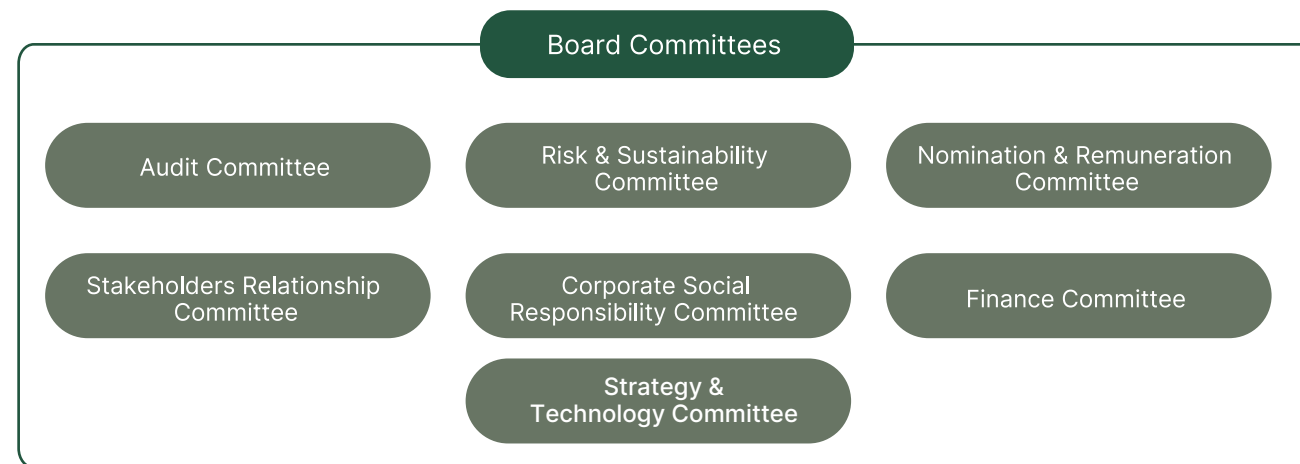 Board Committees
Audit Committee
Risk & Sustainability
Committee
Nomination & Remuneration
Committee
Stakeholders Relationship
Committee
Corporate Social
Responsibility Committee
Finance Committee
Strategy &
Technology Committee